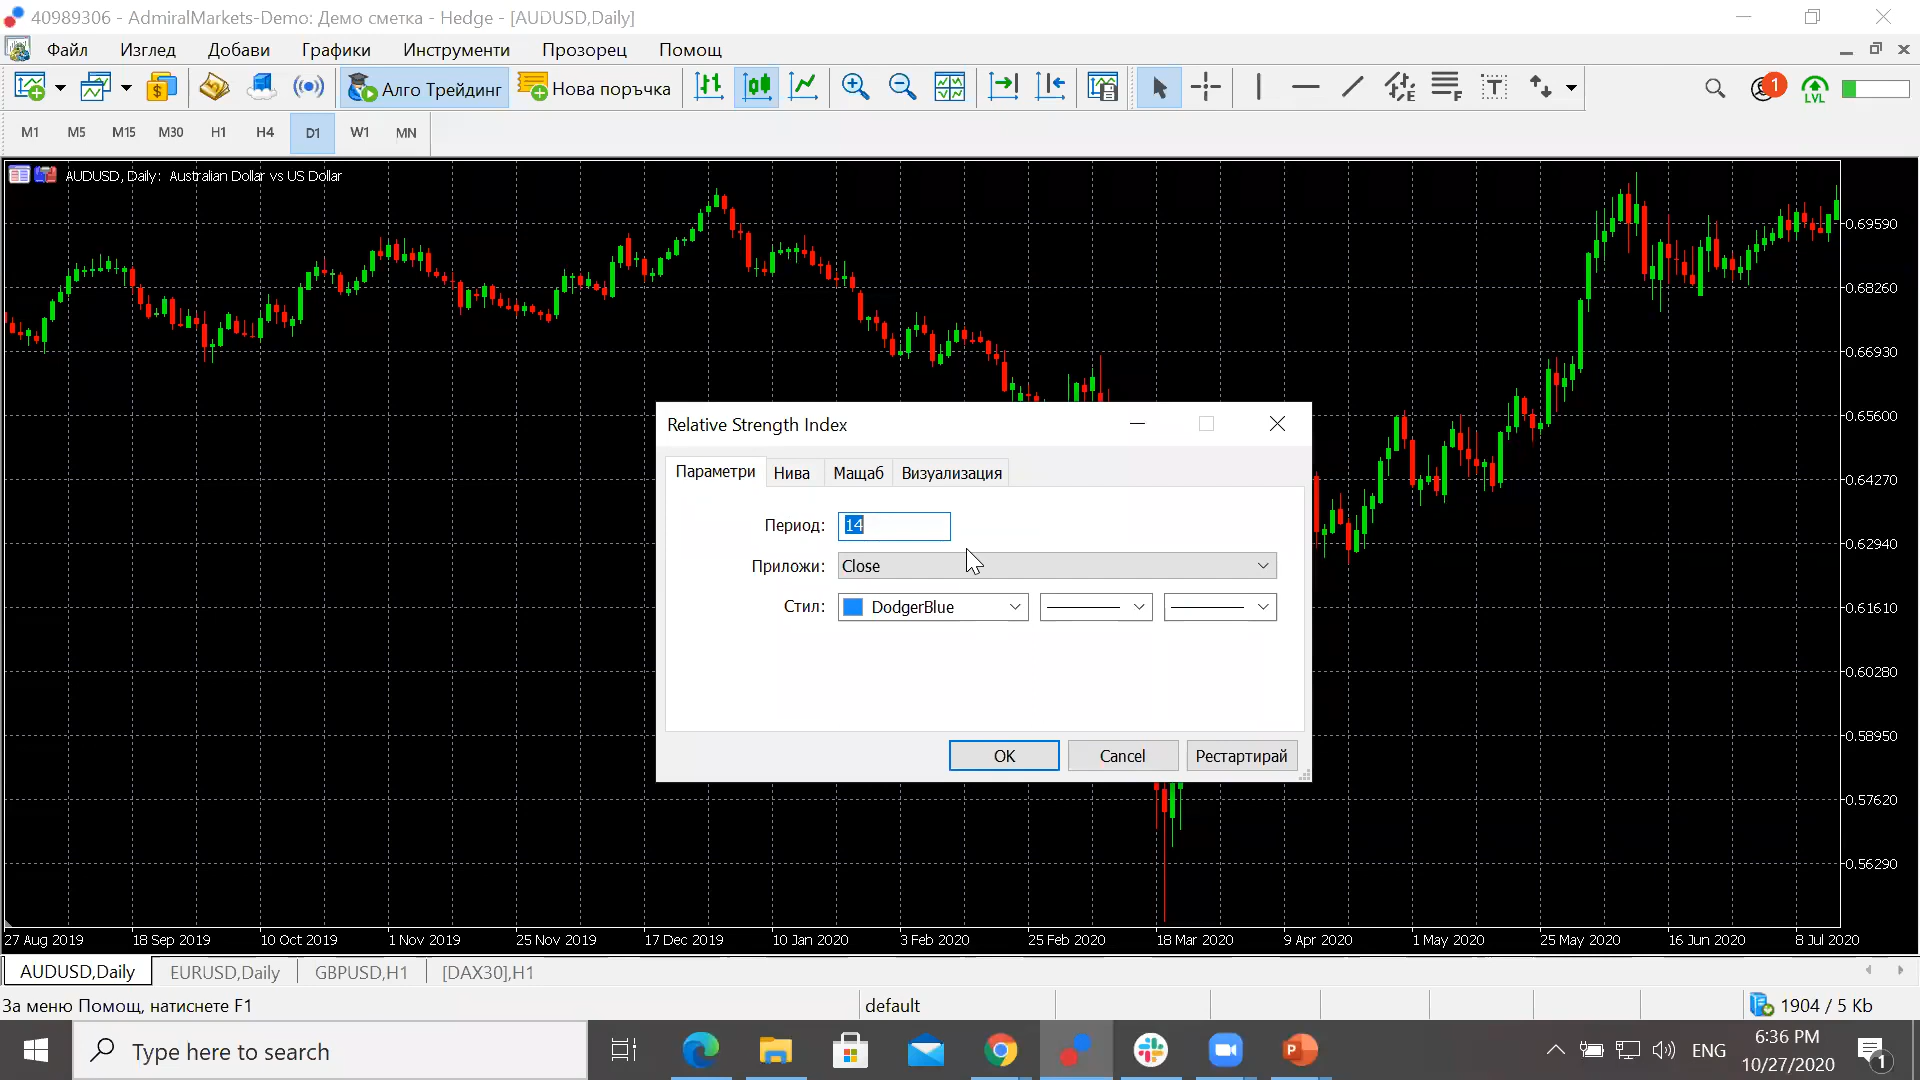 40989306 - AdmiralMarkets-Demo: Демо сметка - Hedge - [AUDUSD,Daily]
Файл Изглед Добави Графики Инструменти Прозорец Помощ
Алго Трейдинг Нова поръчка 1 LVL
M1 M5 M15 M30 H1 H4 D1 W1 MN
AUDUSD, Daily: Australian Dollar vs US Dollar
0.69590
0.68260
0.66930
0.65600
0.64270
0.62940
0.61610
0.60280
0.58950
0.57620
0.56290
Relative Strength Index
Параметри Нива Мащаб Визуализация
Период: 14
Приложи: Close
Стил: DodgerBlue
OK Cancel Рестартирай
27 Aug 2019 18 Sep 2019 10 Oct 2019 1 Nov 2019 25 Nov 2019 17 Dec 2019 10 Jan 2020 3 Feb 2020 25 Feb 2020 18 Mar 2020 9 Apr 2020 1 May 2020 25 May 2020 16 Jun 2020 8 Jul 2020
AUDUSD,Daily EURUSD,Daily GBPUSD,H1 [DAX30],H1
За меню Помощ, натиснете F1 default 1904 / 5 Kb
Type here to search ENG 6:36 PM
10/27/2020 1